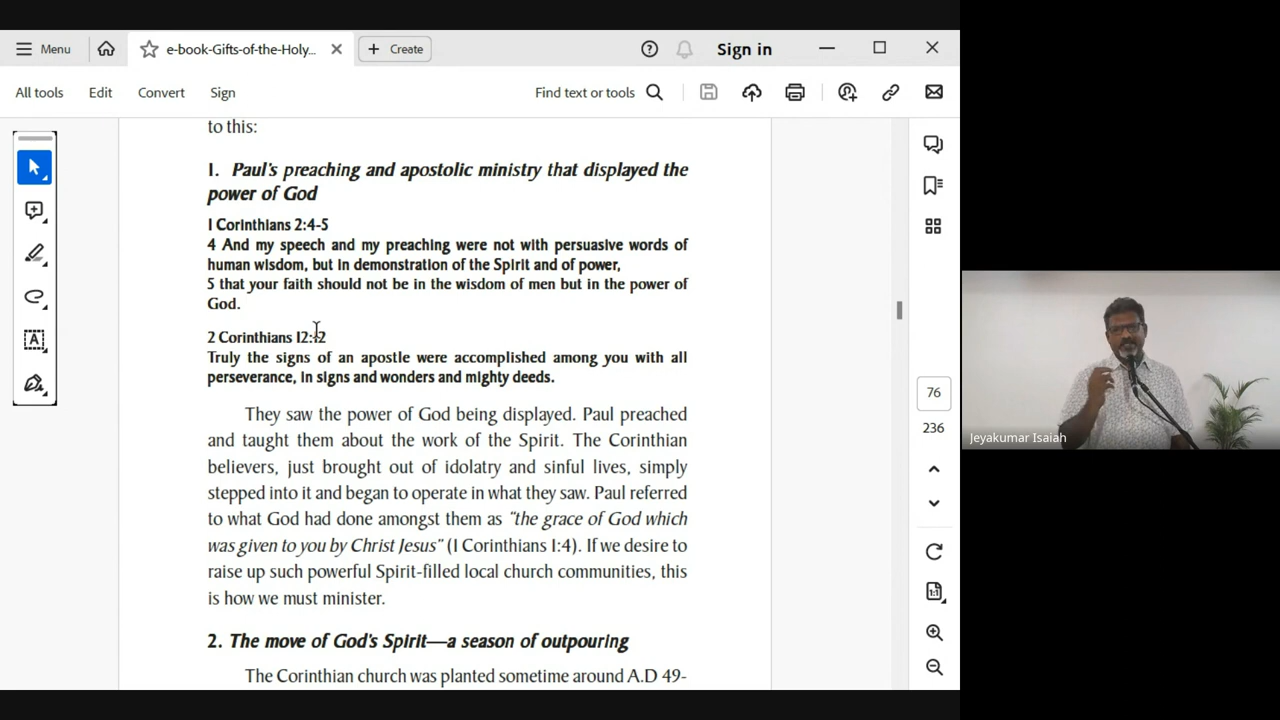 Menu
e-book-Gifts-of-the-Holy...
Create
Sign in
All tools
Edit
Convert
Sign
Find text or tools
to this:
1. Paul's preaching and apostolic ministry that displayed the
power of God
1 Corinthians 2:4-5
4 And my speech and my preaching were not with persuasive words of
human wisdom, but in demonstration of the Spirit and of power,
5 that your faith should not be in the wisdom of men but in the power of
God.
2 Corinthians 12:12
Truly the signs of an apostle were accomplished among you with all
perseverance, in signs and wonders and mighty deeds.
They saw the power of God being displayed. Paul preached
and taught them about the work of the Spirit. The Corinthian
believers, just brought out of idolatry and sinful lives, simply
stepped into it and began to operate in what they saw. Paul referred
to what God had done amongst them as "the grace of God which
was given to you by Christ Jesus" (1 Corinthians 1:4). If we desire to
raise up such powerful Spirit-filled local church communities, this
is how we must minister.
2. The move of God's Spirit—a season of outpouring
The Corinthian church was planted sometime around A.D 49-
76
236
1:1
Jeyakumar Isaiah